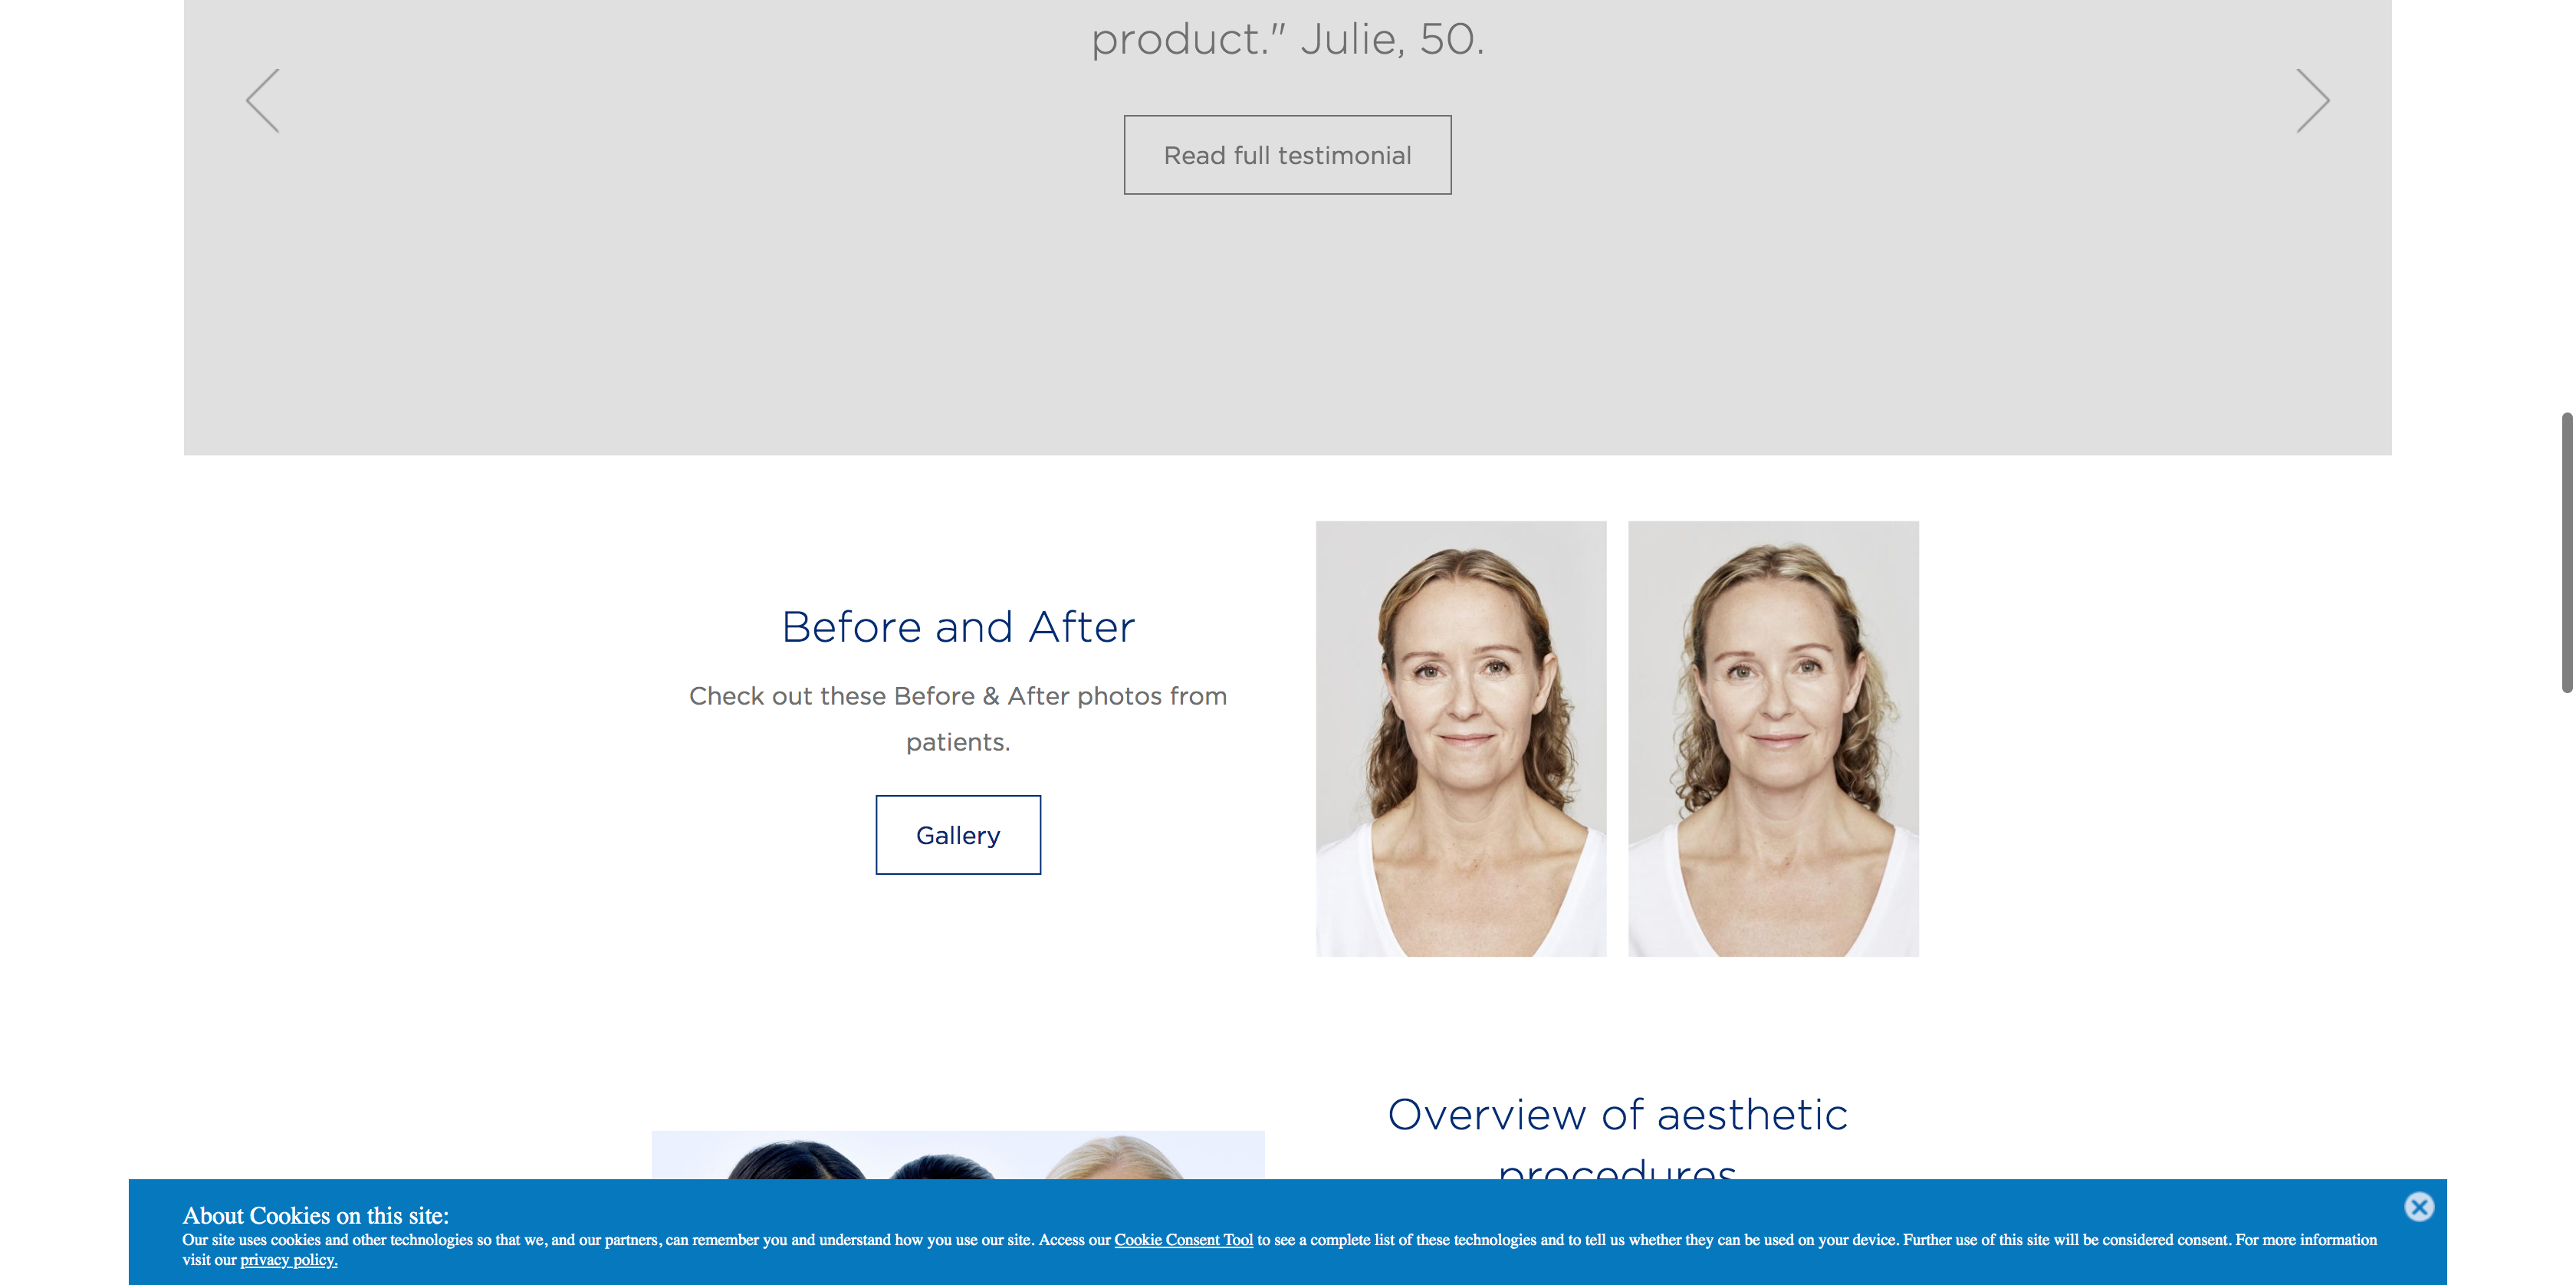 product." Julie, 50.
Read full testimonial
Before and After
Check out these Before & After photos from
patients.
Gallery
Overview of aesthetic
procedures
About Cookies on this site:
Our site uses cookies and other technologies so that we, and our partners, can remember you and understand how you use our site. Access our Cookie Consent Tool to see a complete list of these technologies and to tell us whether they can be used on your device. Further use of this site will be considered consent. For more information
visit our privacy policy.